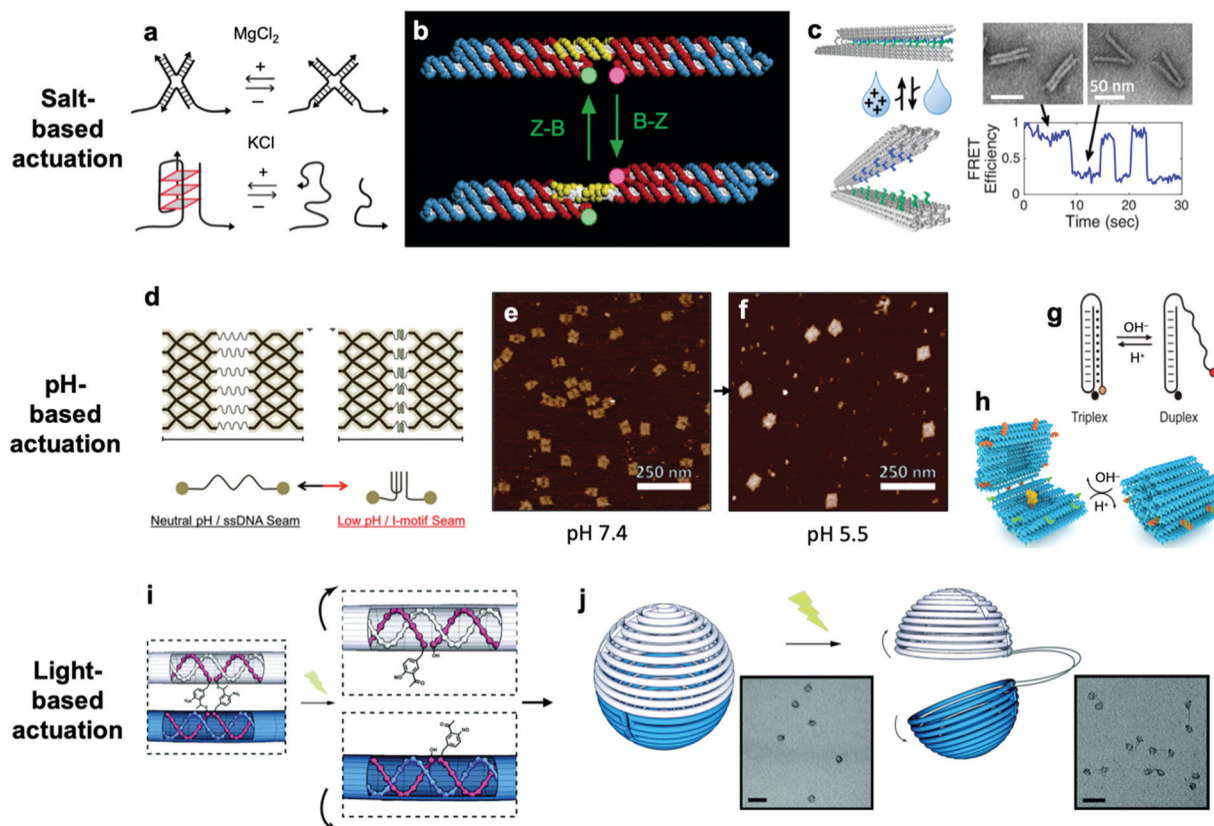 Salt-
based
actuation
a
MgCl₂
+
−
KCl
+
−
b
Z-B
B-Z
c
50 nm
FRET
Efficiency
1
0.5
0
0
10
20
30
Time (sec)
pH-
based
actuation
d
Neutral pH / ssDNA Seam
Low pH / I-motif Seam
e
250 nm
pH 7.4
f
250 nm
pH 5.5
g
OH⁻
H⁺
Triplex
Duplex
h
OH⁻
H⁺
Light-
based
actuation
i
j